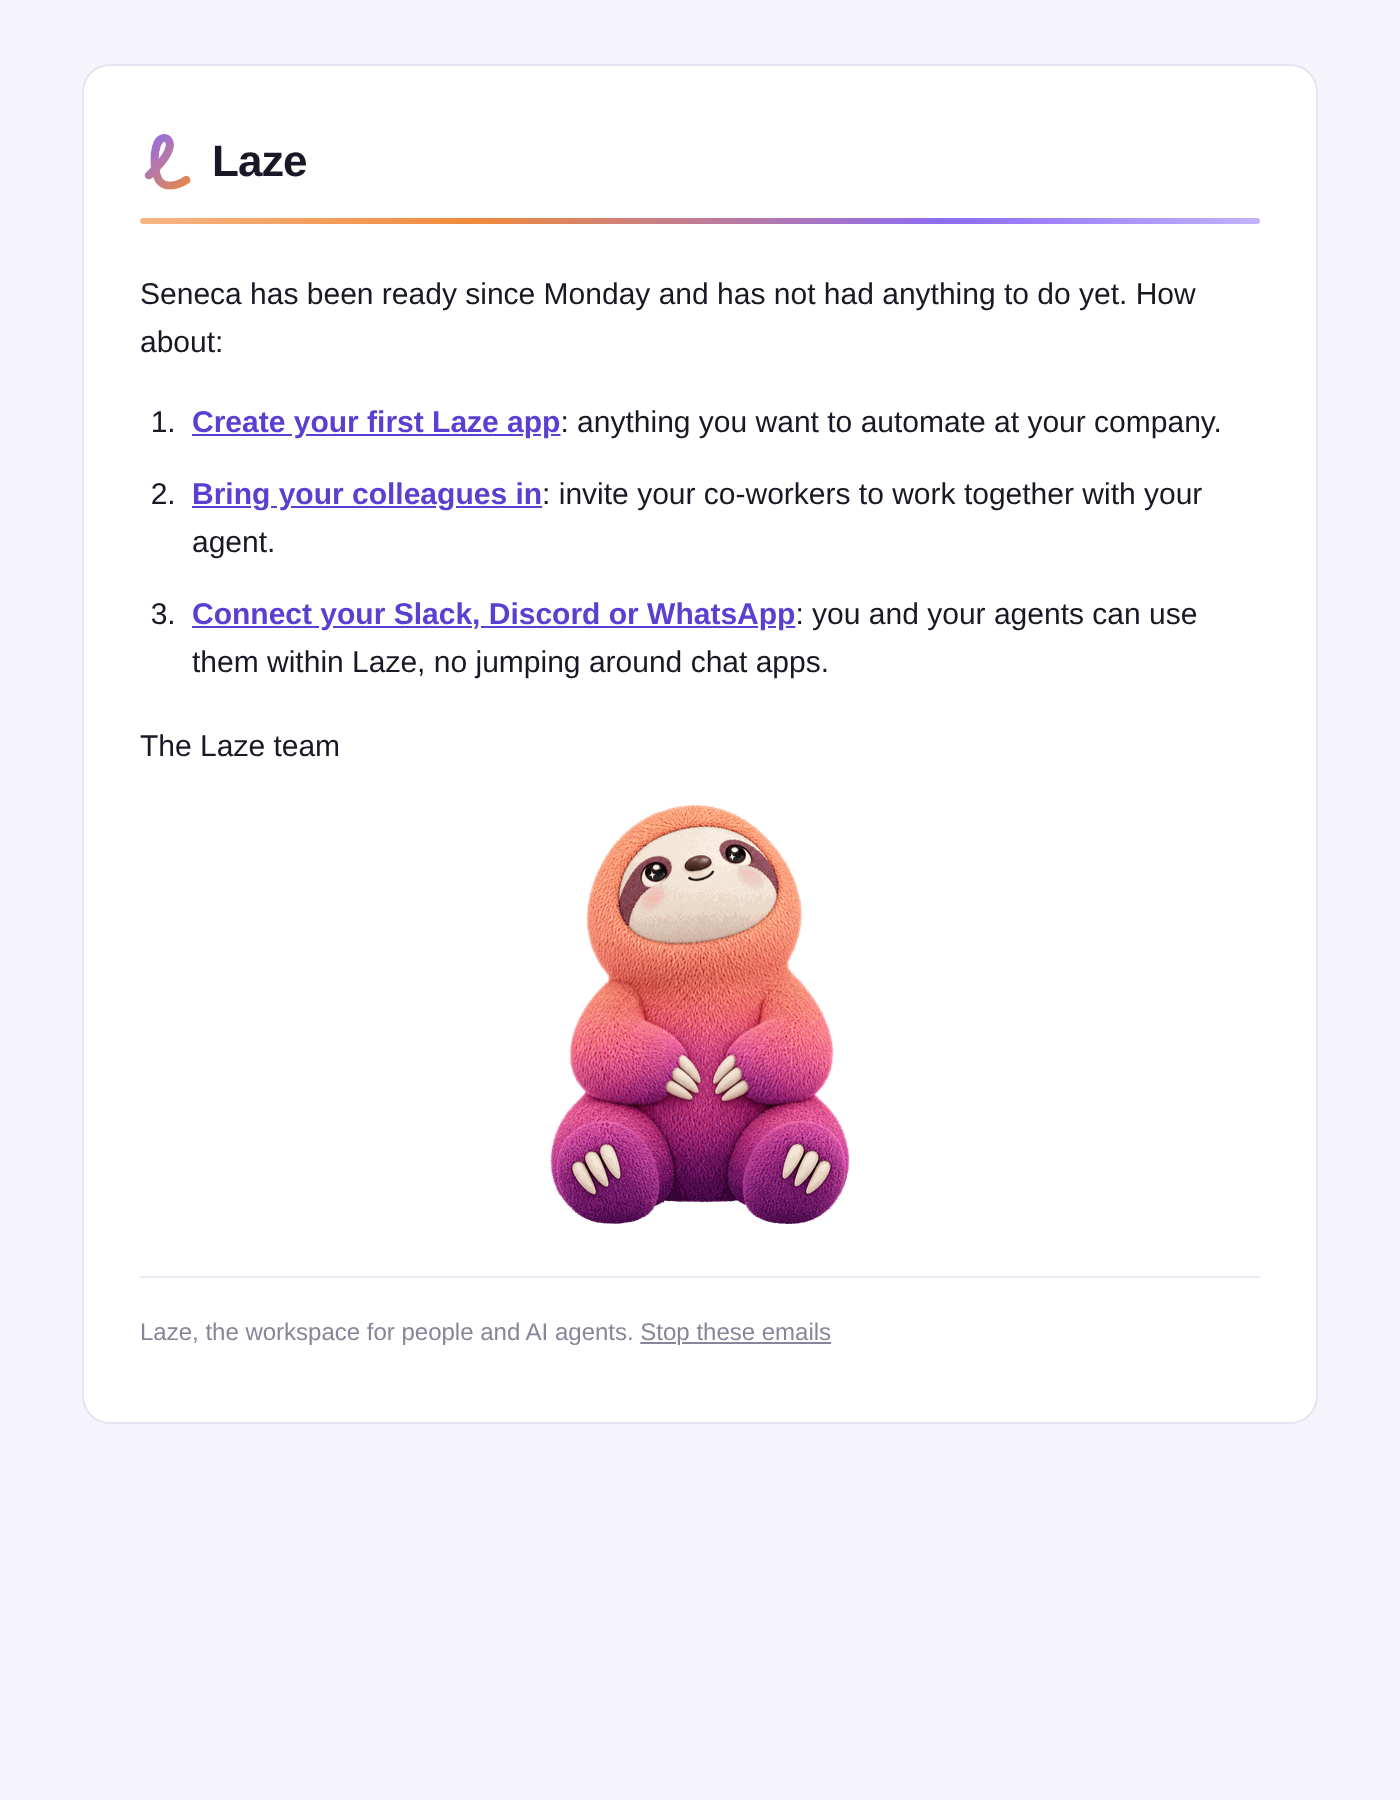 Laze
Seneca has been ready since Monday and has not had anything to do yet. How
about:
1. Create your first Laze app: anything you want to automate at your company.
2. Bring your colleagues in: invite your co-workers to work together with your
agent.
3. Connect your Slack, Discord or WhatsApp: you and your agents can use
them within Laze, no jumping around chat apps.
The Laze team
Laze, the workspace for people and AI agents. Stop these emails